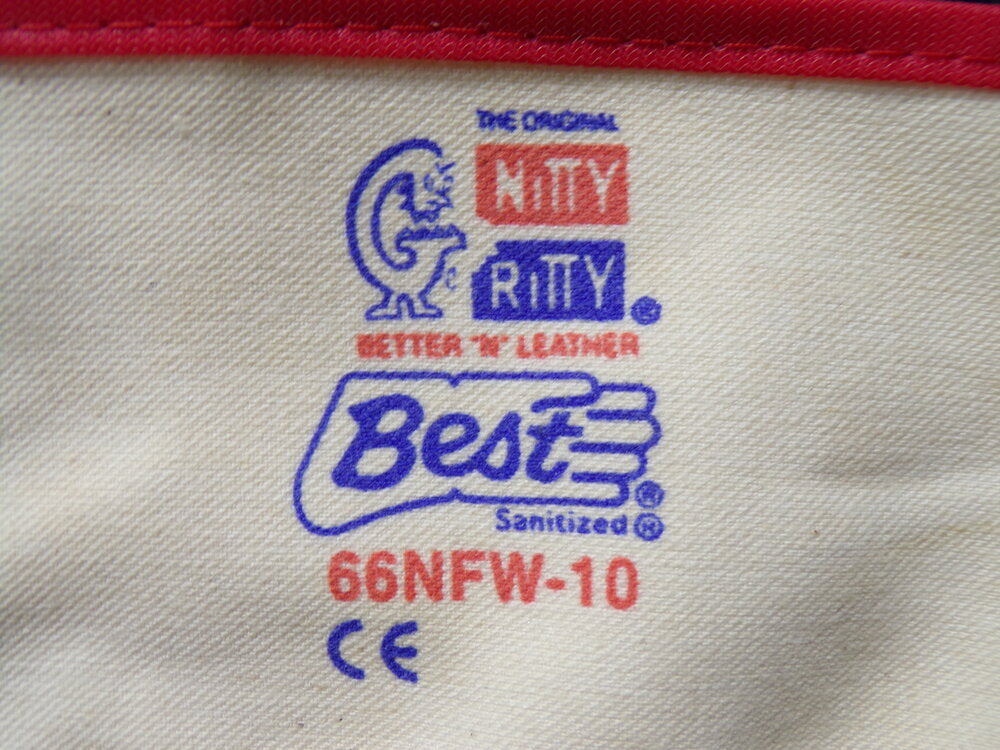 THE ORIGINAL
NITTY
RITTY®
BETTER "N" LEATHER
Best®
Sanitized®
66NFW-10
CE